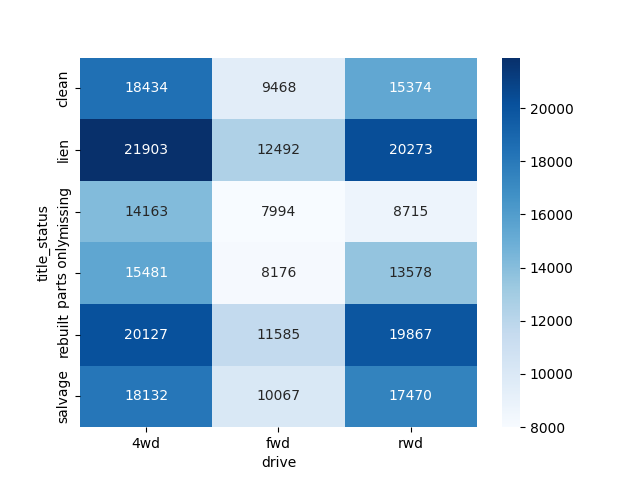 clean 18434 9468 15374
lien 21903 12492 20273
missing 14163 7994 8715
parts only 15481 8176 13578
rebuilt 20127 11585 19867
salvage 18132 10067 17470
title_status
4wd fwd rwd
drive
20000
18000
16000
14000
12000
10000
8000